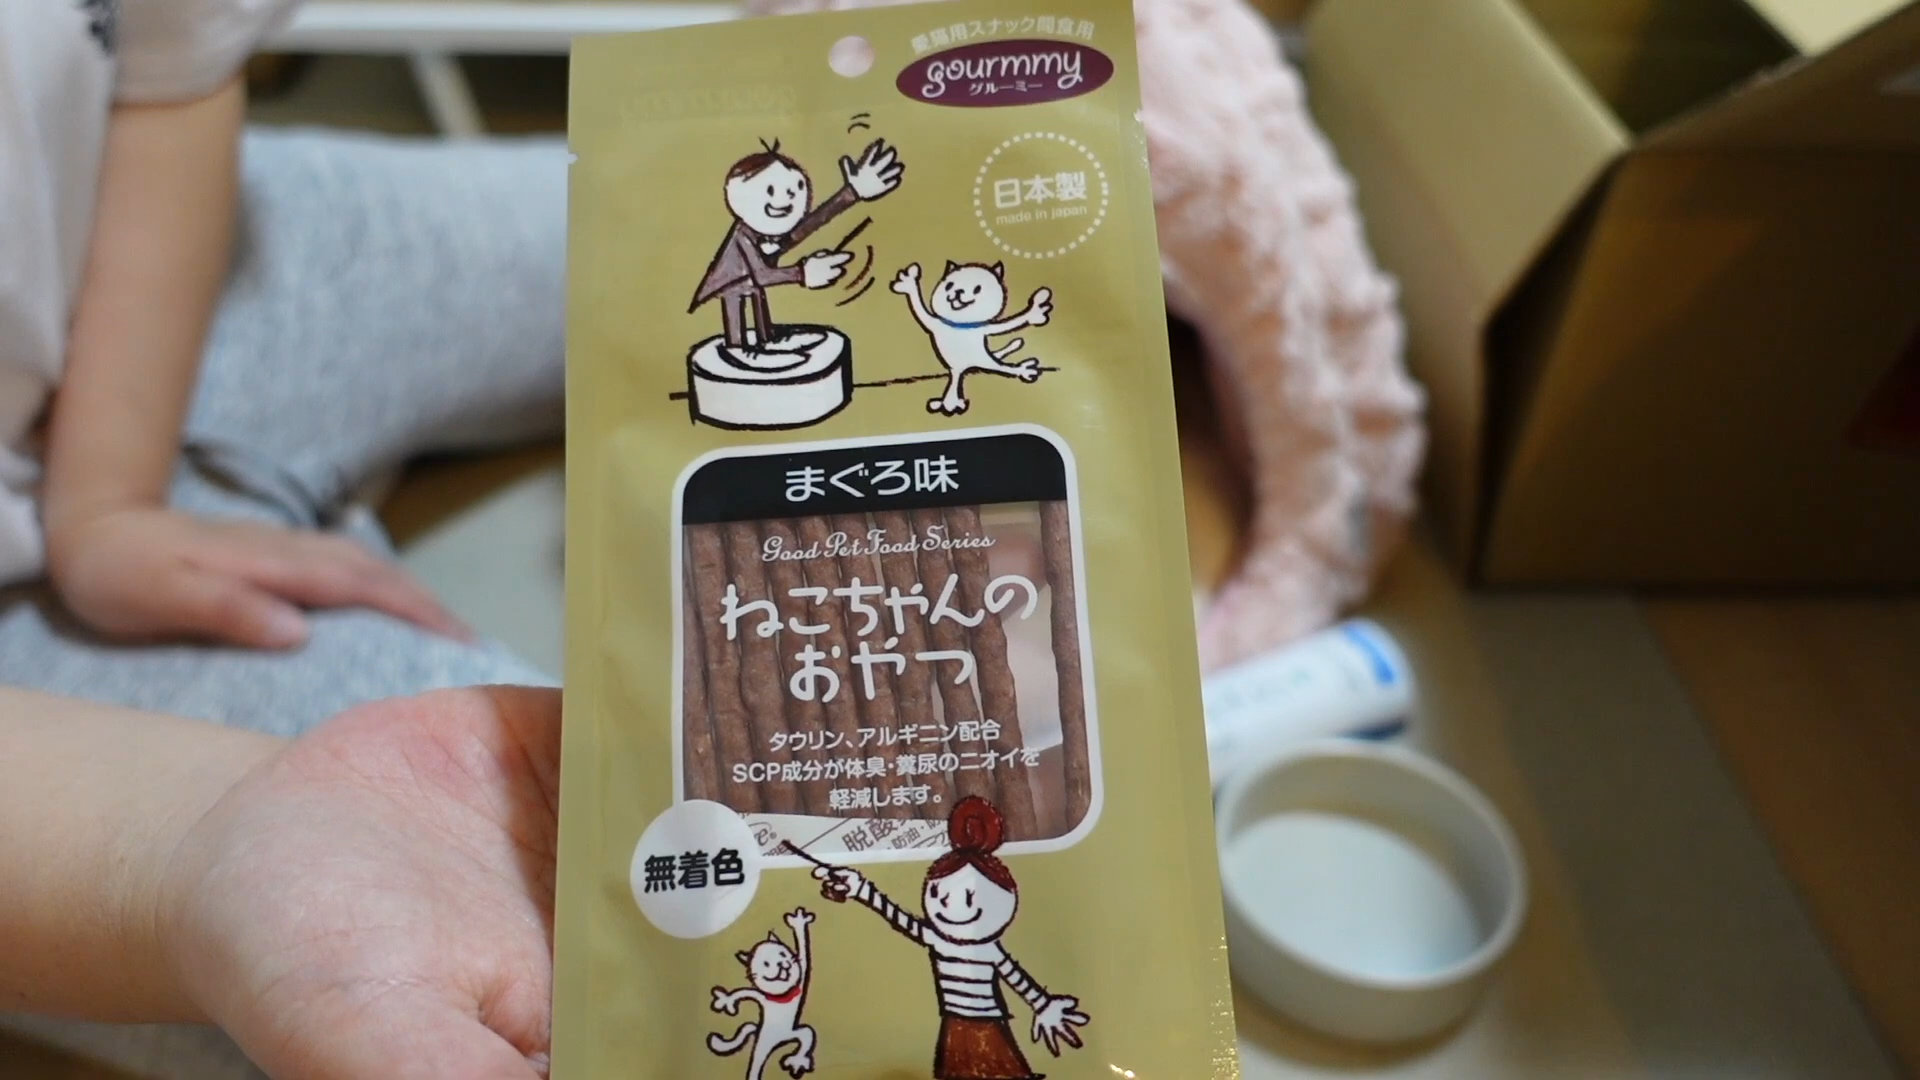 愛猫用スナック間食用
gourmmy
グルーミー
日本製
made in japan
まぐろ味
Good Pet Food Series
ねこちゃんの
おやつ
タウリン、アルギニン配合
SCP成分が体臭・糞尿のニオイを
軽減します。
脱酸
無着色